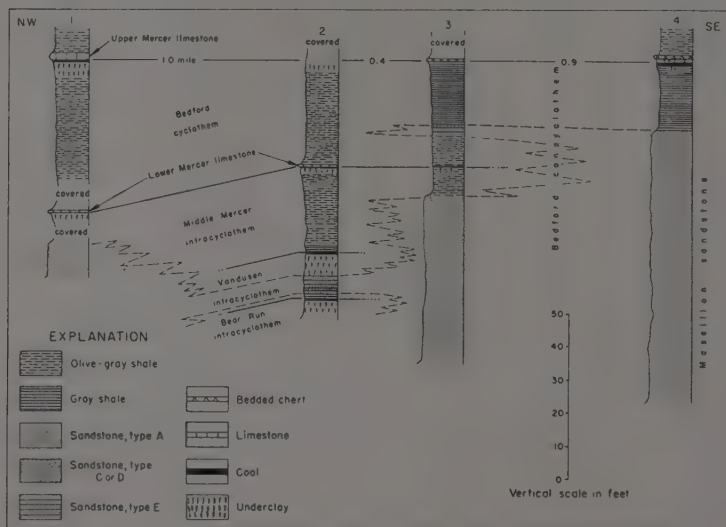 NW
1
2
3
4
SE
covered
covered
Upper Mercer limestone
1.0 mile
0.4
0.9
Bedford
cyclothem
Lower Mercer limestone
covered
covered
Middle Mercer
intracyclothem
Vandusen
intracyclothem
Bear Run
intracyclothem
Bedford
Massillon sandstone
EXPLANATION
Olive-gray shale
Gray shale
Sandstone, type A
Sandstone, type
C or D
Sandstone, type E
Bedded chert
Limestone
Coal
Underclay
50
40
30
20
10
0
Vertical scale in feet